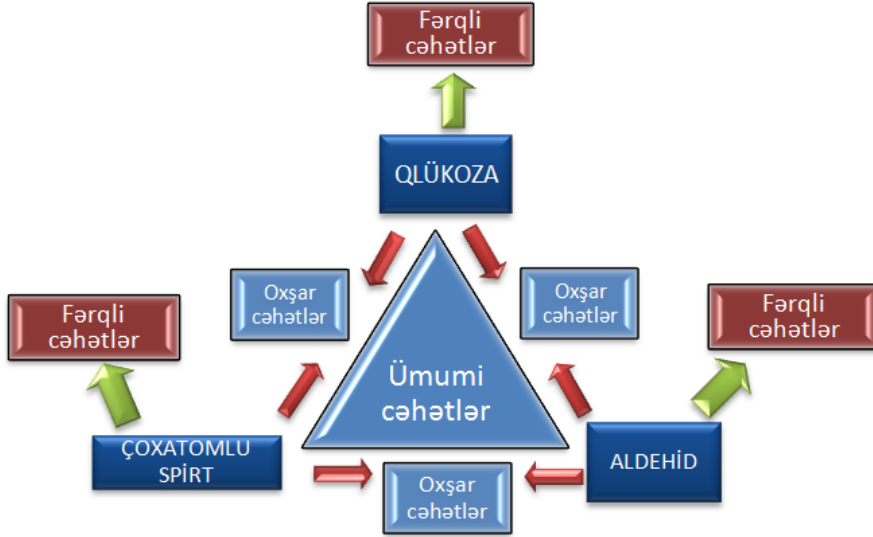 Fərqli
cəhətlər
QLÜKOZA
Oxşar
cəhətlər
Oxşar
cəhətlər
Fərqli
cəhətlər
Fərqli
cəhətlər
Ümumi
cəhətlər
ÇOXATOMLU
SPİRT
ALDEHİD
Oxşar
cəhətlər